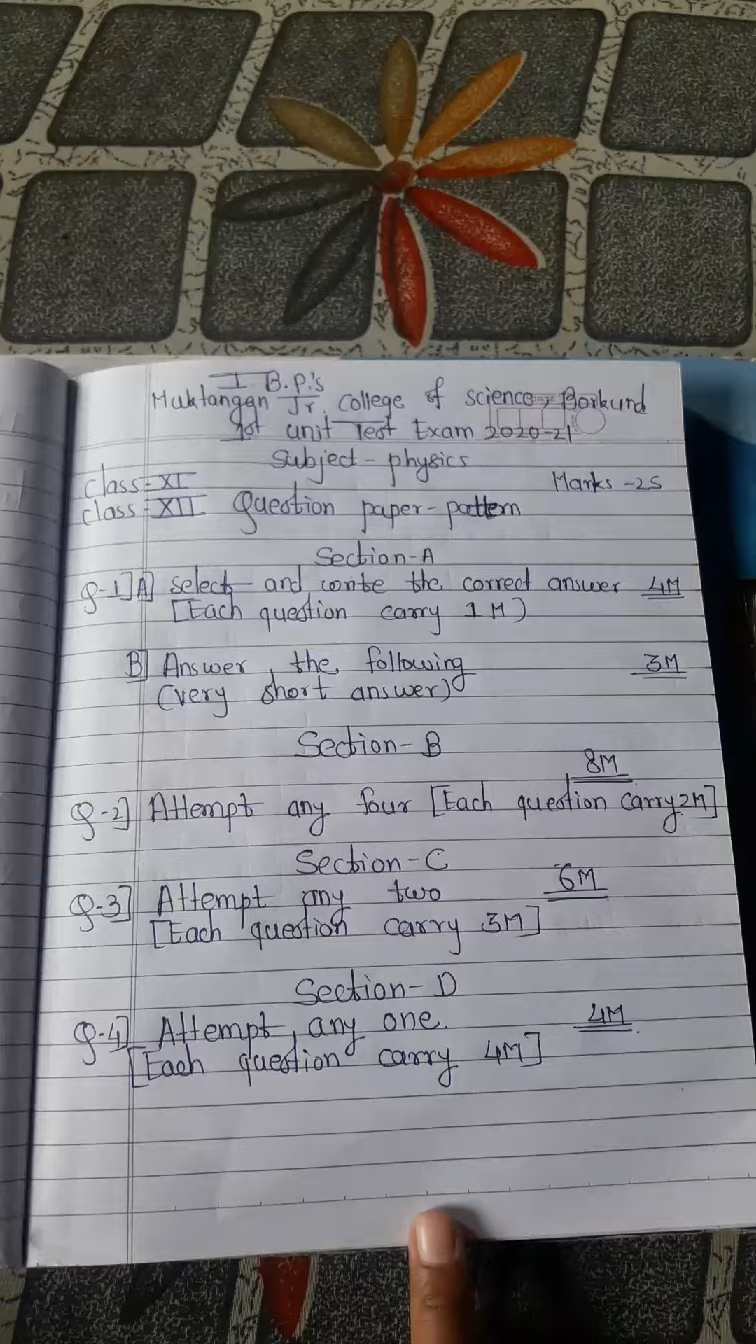 I B.P.'s
Muktangan Jr. College of science, Borkund
1st unit Test Exam 2020-21
Subject - physics
class - XI
Marks - 25
class - XII Question paper - pattern
Section - A
Q-1] A] select and write the correct answer 4M
[Each question carry 1M)
B] Answer the following 3M
(very short answer)
Section - B
8M
Q-2] Attempt any four [Each question carry 2M]
Section - C
Q-3] Attempt any two 6M
[Each question carry 3M]
Section - D
Q-4] Attempt any one. 4M
[Each question carry 4M]